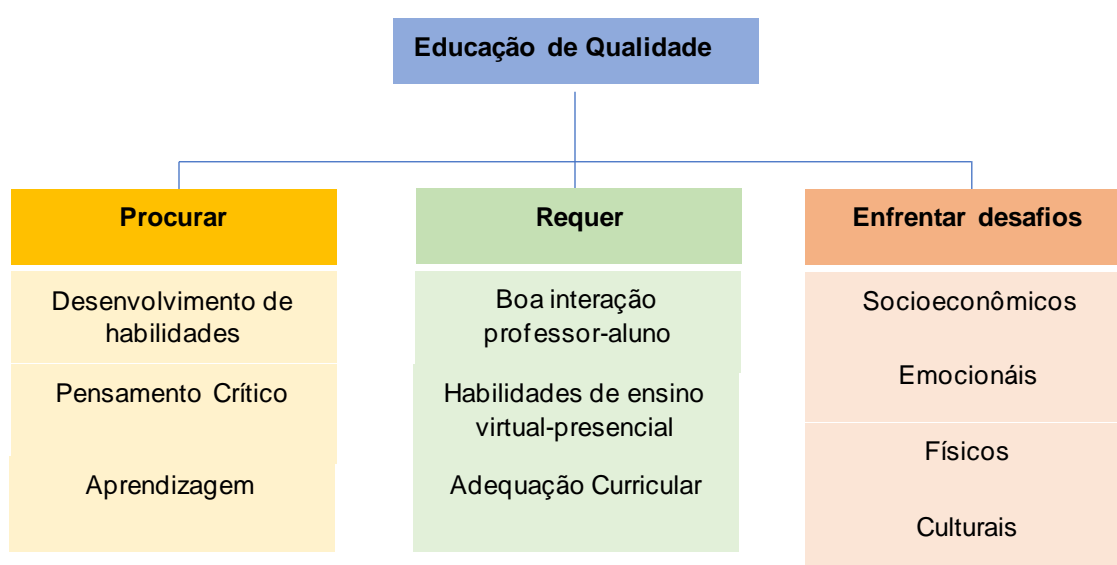 Educação de Qualidade
Procurar
Desenvolvimento de
habilidades
Pensamento Crítico
Aprendizagem
Requer
Boa interação
professor-aluno
Habilidades de ensino
virtual-presencial
Adequação Curricular
Enfrentar desafios
Socioeconômicos
Emocionáis
Físicos
Culturais